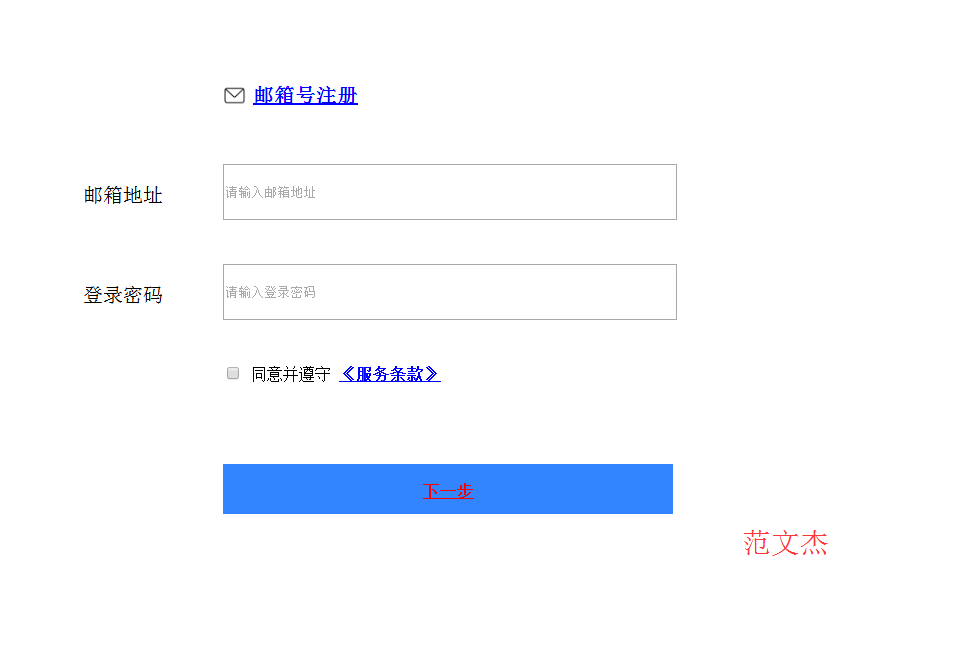 邮箱号注册
邮箱地址 请输入邮箱地址
登录密码 请输入登录密码
同意并遵守 《服务条款》
下一步
范文杰